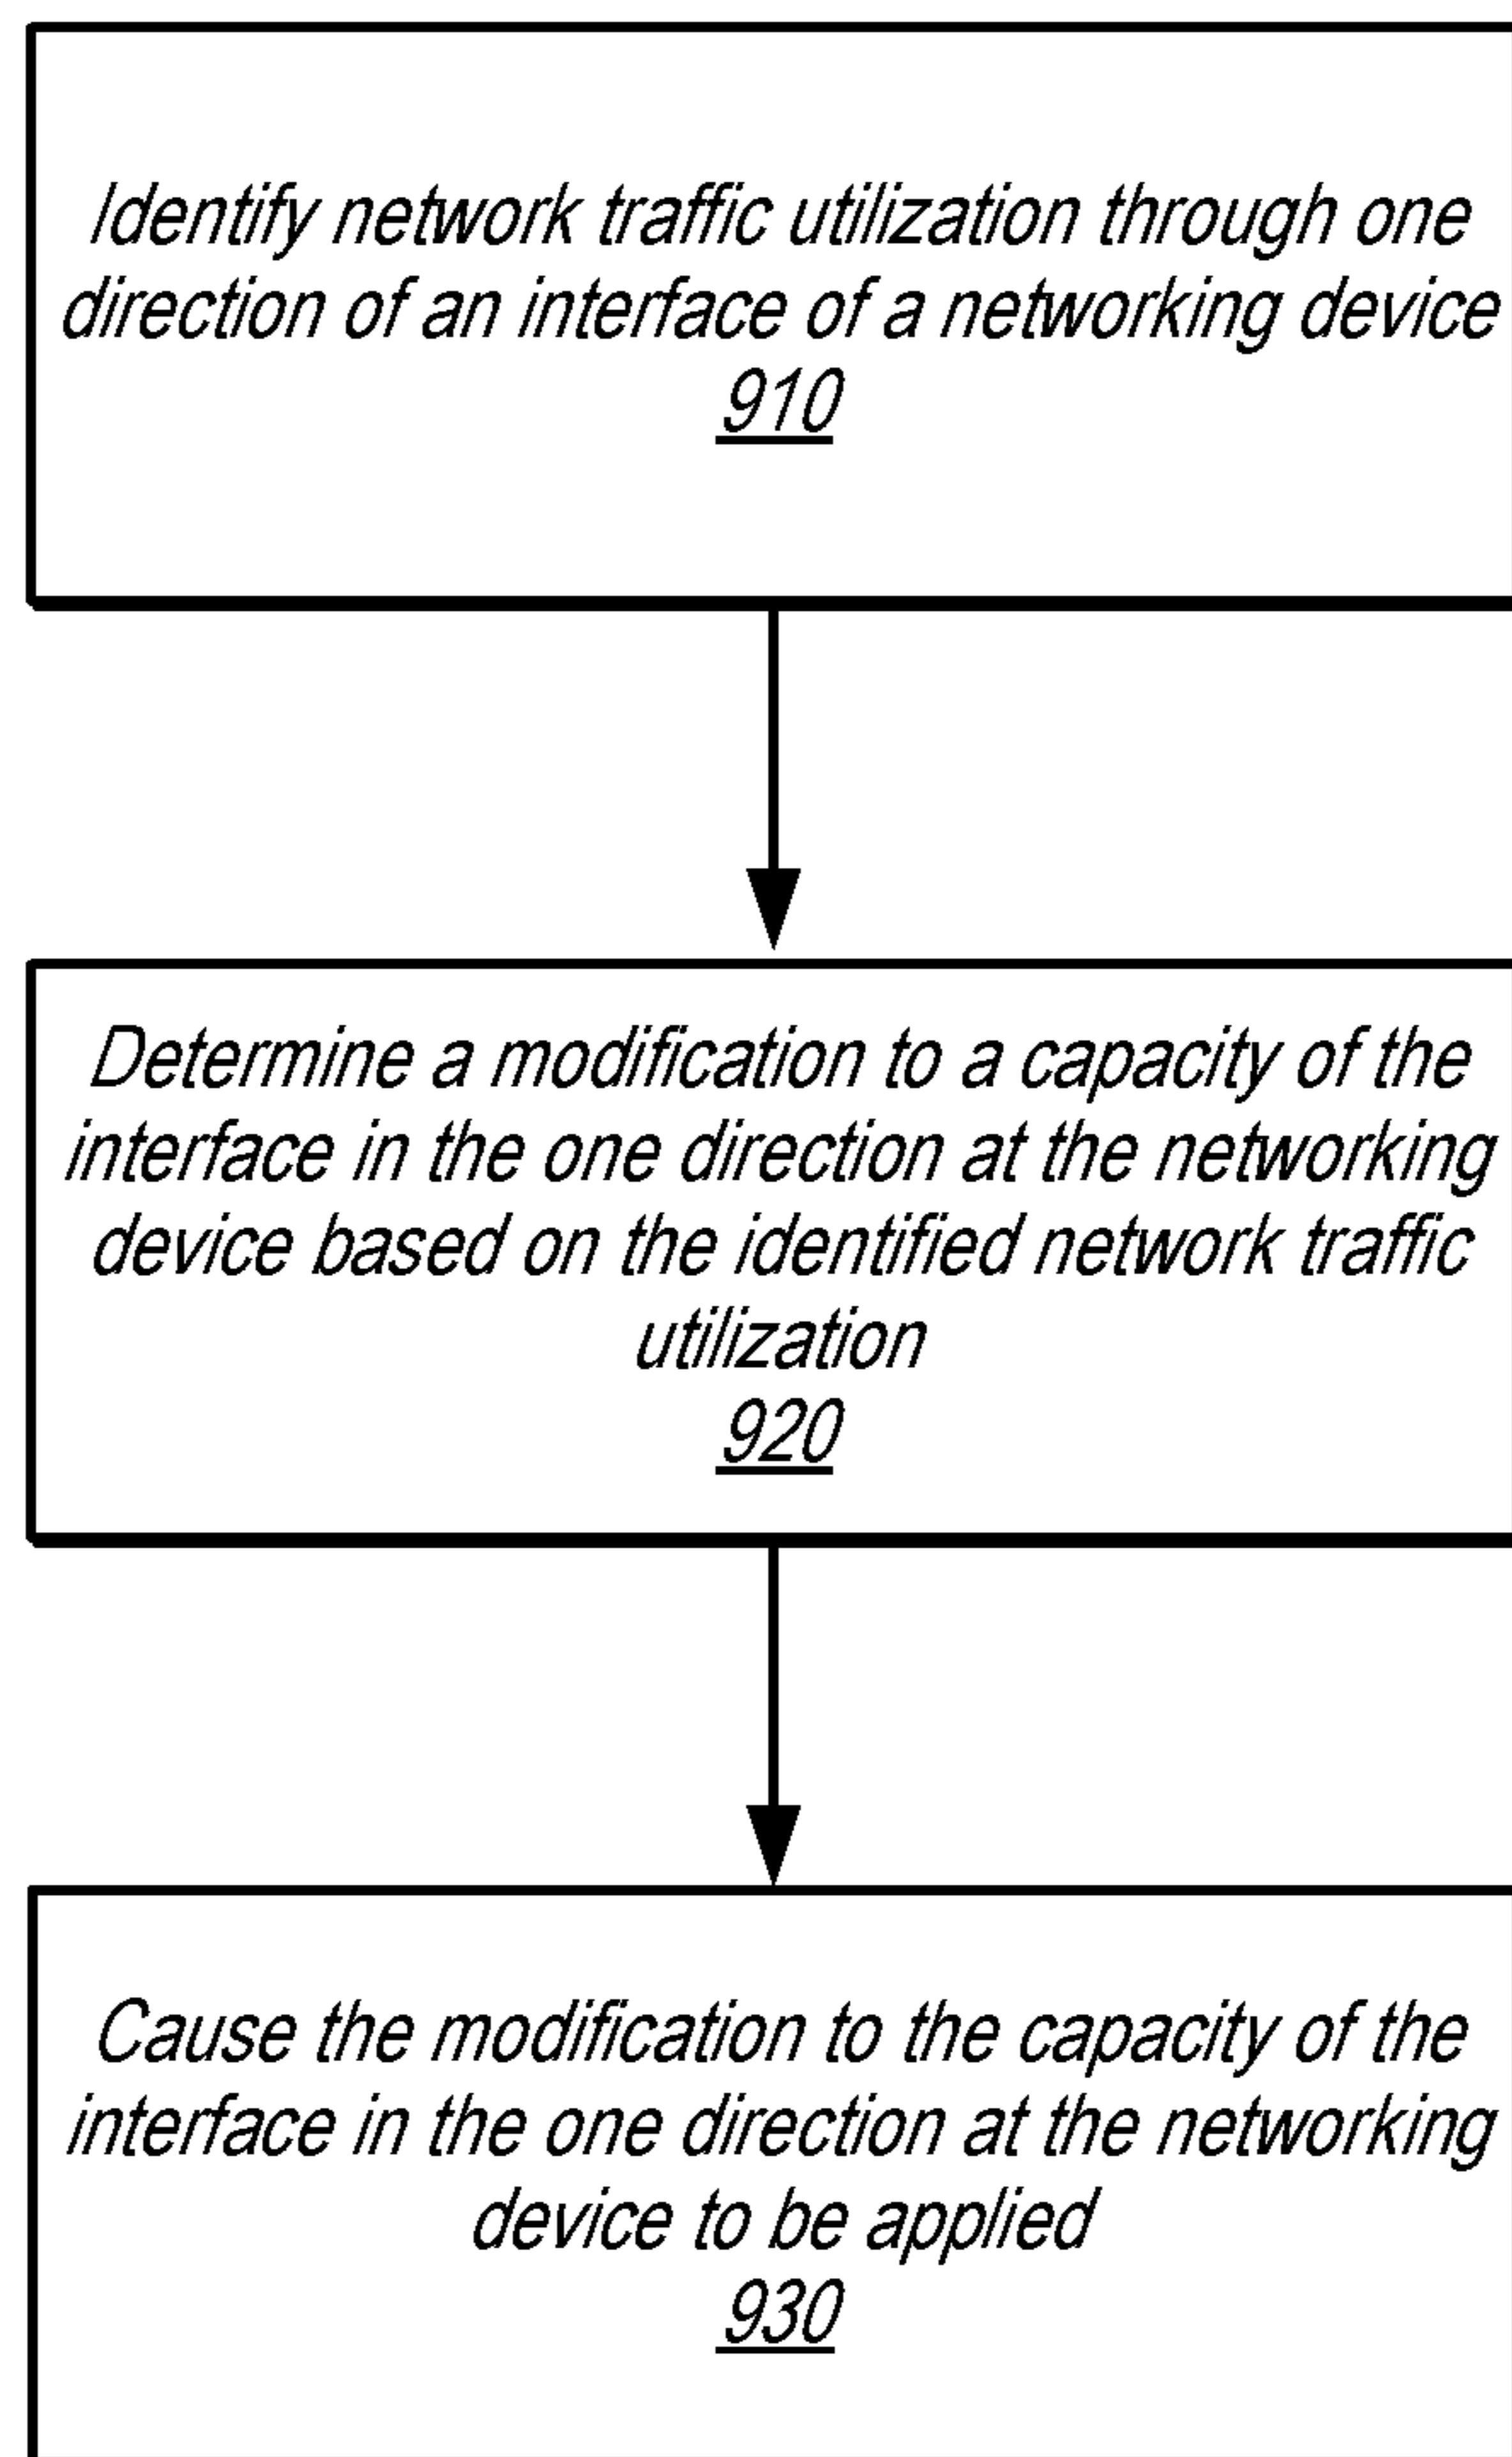 Identify network traffic utilization through one
direction of an interface of a networking device
910
Determine a modification to a capacity of the
interface in the one direction at the networking
device based on the identified network traffic
utilization
920
Cause the modification to the capacity of the
interface in the one direction at the networking
device to be applied
930